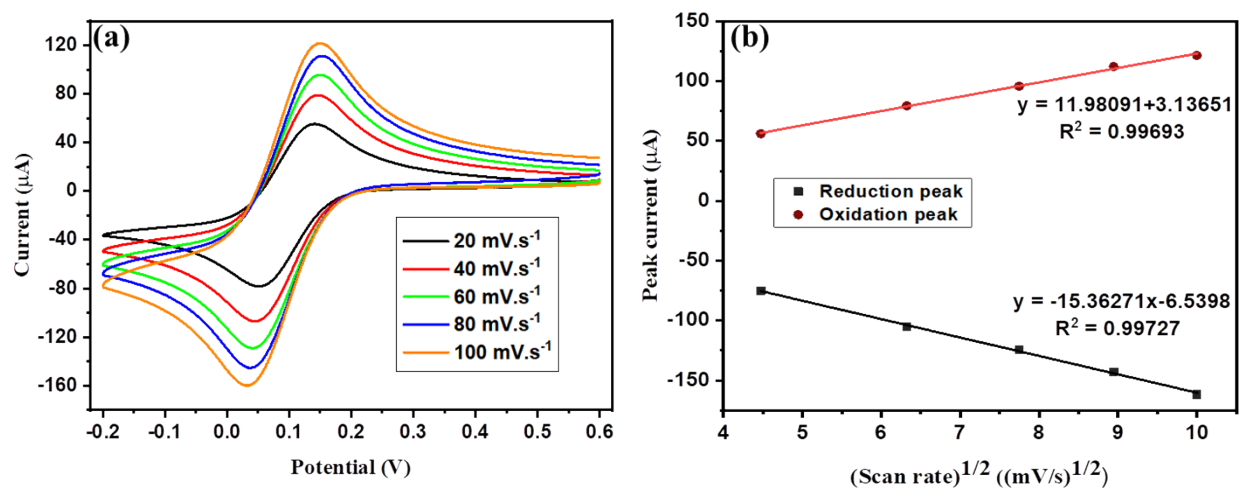 (a)
120
80
40
0
-40
-80
-120
-160
Current (µA)
20 mV.s-1
40 mV.s-1
60 mV.s-1
80 mV.s-1
100 mV.s-1
-0.2 -0.1 0.0 0.1 0.2 0.3 0.4 0.5 0.6
Potential (V)
(b)
150
100
50
0
-50
-100
-150
Peak current (µA)
y = 11.98091+3.13651
R2 = 0.99693
Reduction peak
Oxidation peak
y = -15.36271x-6.5398
R2 = 0.99727
4 5 6 7 8 9 10
(Scan rate)1/2 ((mV/s)1/2)